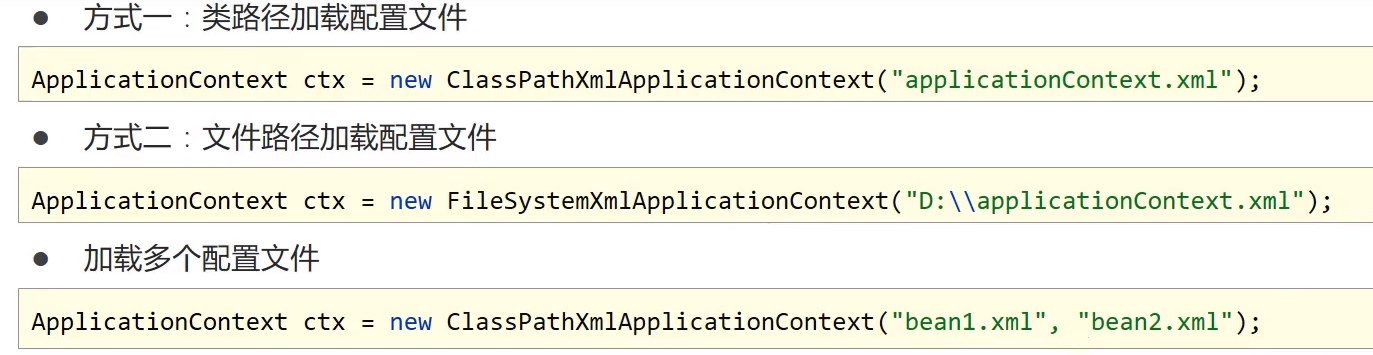 ● 方式一：类路径加载配置文件
ApplicationContext ctx = new ClassPathXmlApplicationContext("applicationContext.xml");
● 方式二：文件路径加载配置文件
ApplicationContext ctx = new FileSystemXmlApplicationContext("D:\\applicationContext.xml");
● 加载多个配置文件
ApplicationContext ctx = new ClassPathXmlApplicationContext("bean1.xml", "bean2.xml");